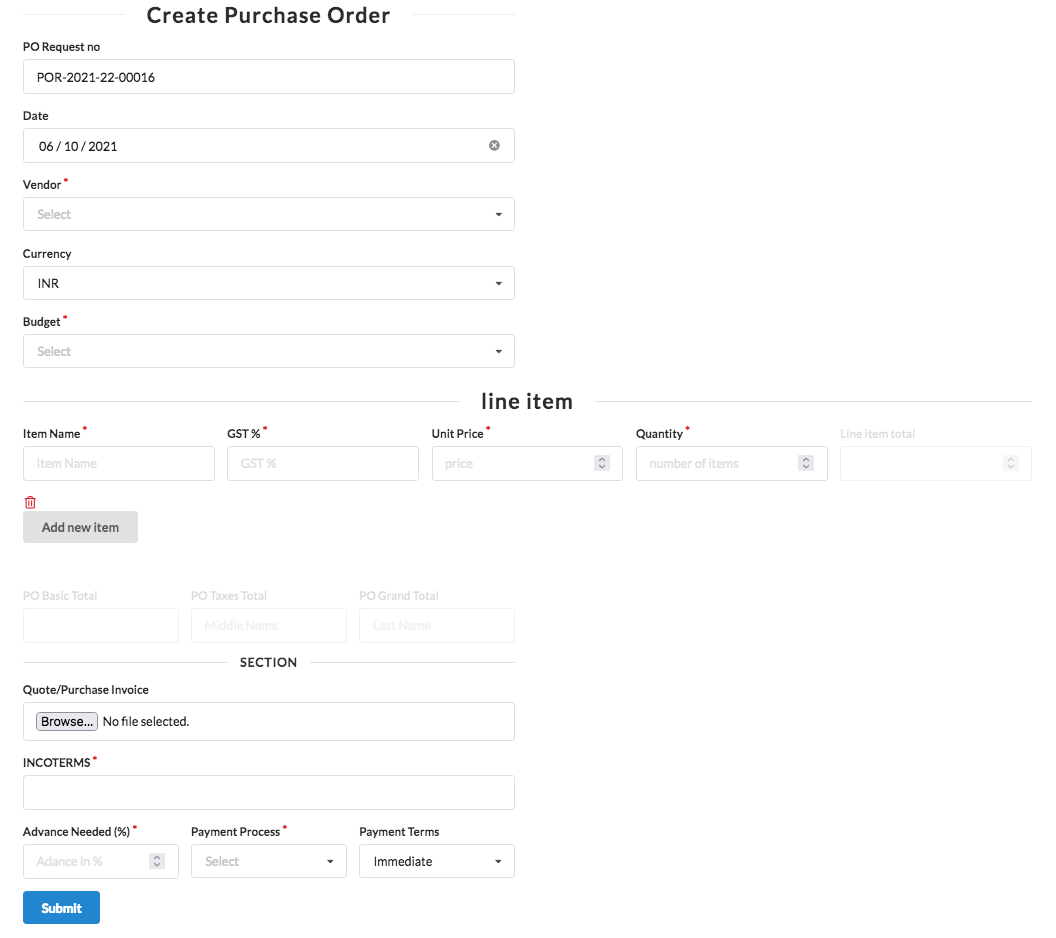 Create Purchase Order
PO Request no
POR-2021-22-00016
Date
06 / 10 / 2021
Vendor *
Select
Currency
INR
Budget *
Select
line item
Item Name * GST % * Unit Price * Quantity * Line item total
Item Name GST % price number of items
Add new item
PO Basic Total PO Taxes Total PO Grand Total
Middle Name Last Name
SECTION
Quote/Purchase Invoice
Browse... No file selected.
INCOTERMS *
Advance Needed (%) * Payment Process * Payment Terms
Adance in % Select Immediate
Submit